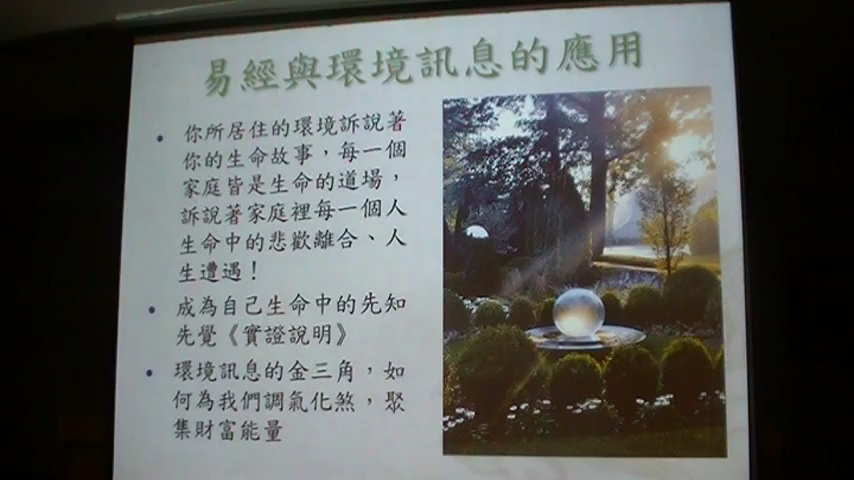 易經與環境訊息的應用
你所居住的環境訴說著
你的生命故事，每一個
家庭皆是生命的道場，
訴說著家庭裡每一個人
生命中的悲歡離合、人
生遭遇！
成為自己生命中的先知
先覺《實證說明》
環境訊息的金三角，如
何為我們調氣化煞，聚
集財富能量